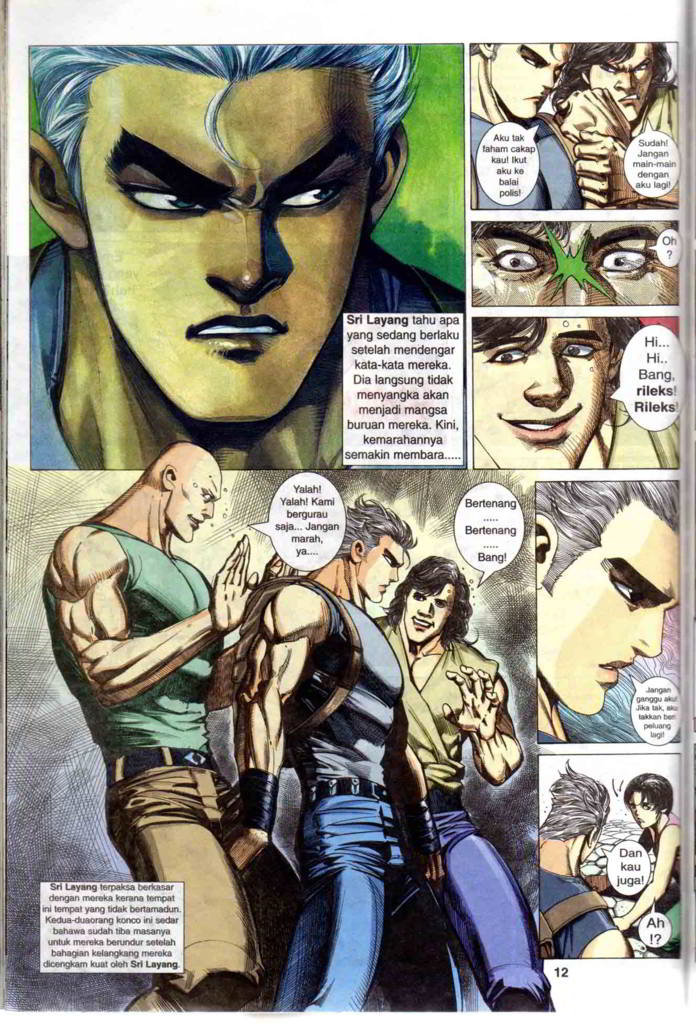 Sri Layang tahu apa
yang sedang berlaku
setelah mendengar
kata-kata mereka.
Dia langsung tidak
menyangka akan
menjadi mangsa
buruan mereka. Kini,
kemarahannya
semakin membara.....
Aku tak
faham cakap
kau! Ikut
aku ke
balai
polis!
Sudah!
Jangan
main-main
dengan
aku lagi!
Oh
?
Hi...
Hi..
Bang,
rileks!
Rileks!
Yalah!
Yalah! Kami
bergurau
saja... Jangan
marah,
ya....
Bertenang
.....
Bertenang
.....
Bang!
Jangan
ganggu aku!
Jika tak, aku
takkan beri
peluang
lagi!
Sri Layang terpaksa berkasar
dengan mereka kerana tempat
ini tempat yang tidak bertamadun.
Kedua-duaorang konco ini sedar
bahawa sudah tiba masanya
untuk mereka berundur setelah
bahagian kelangkang mereka
dicengkam kuat oleh Sri Layang.
Dan
kau
juga!
Ah
!?
12